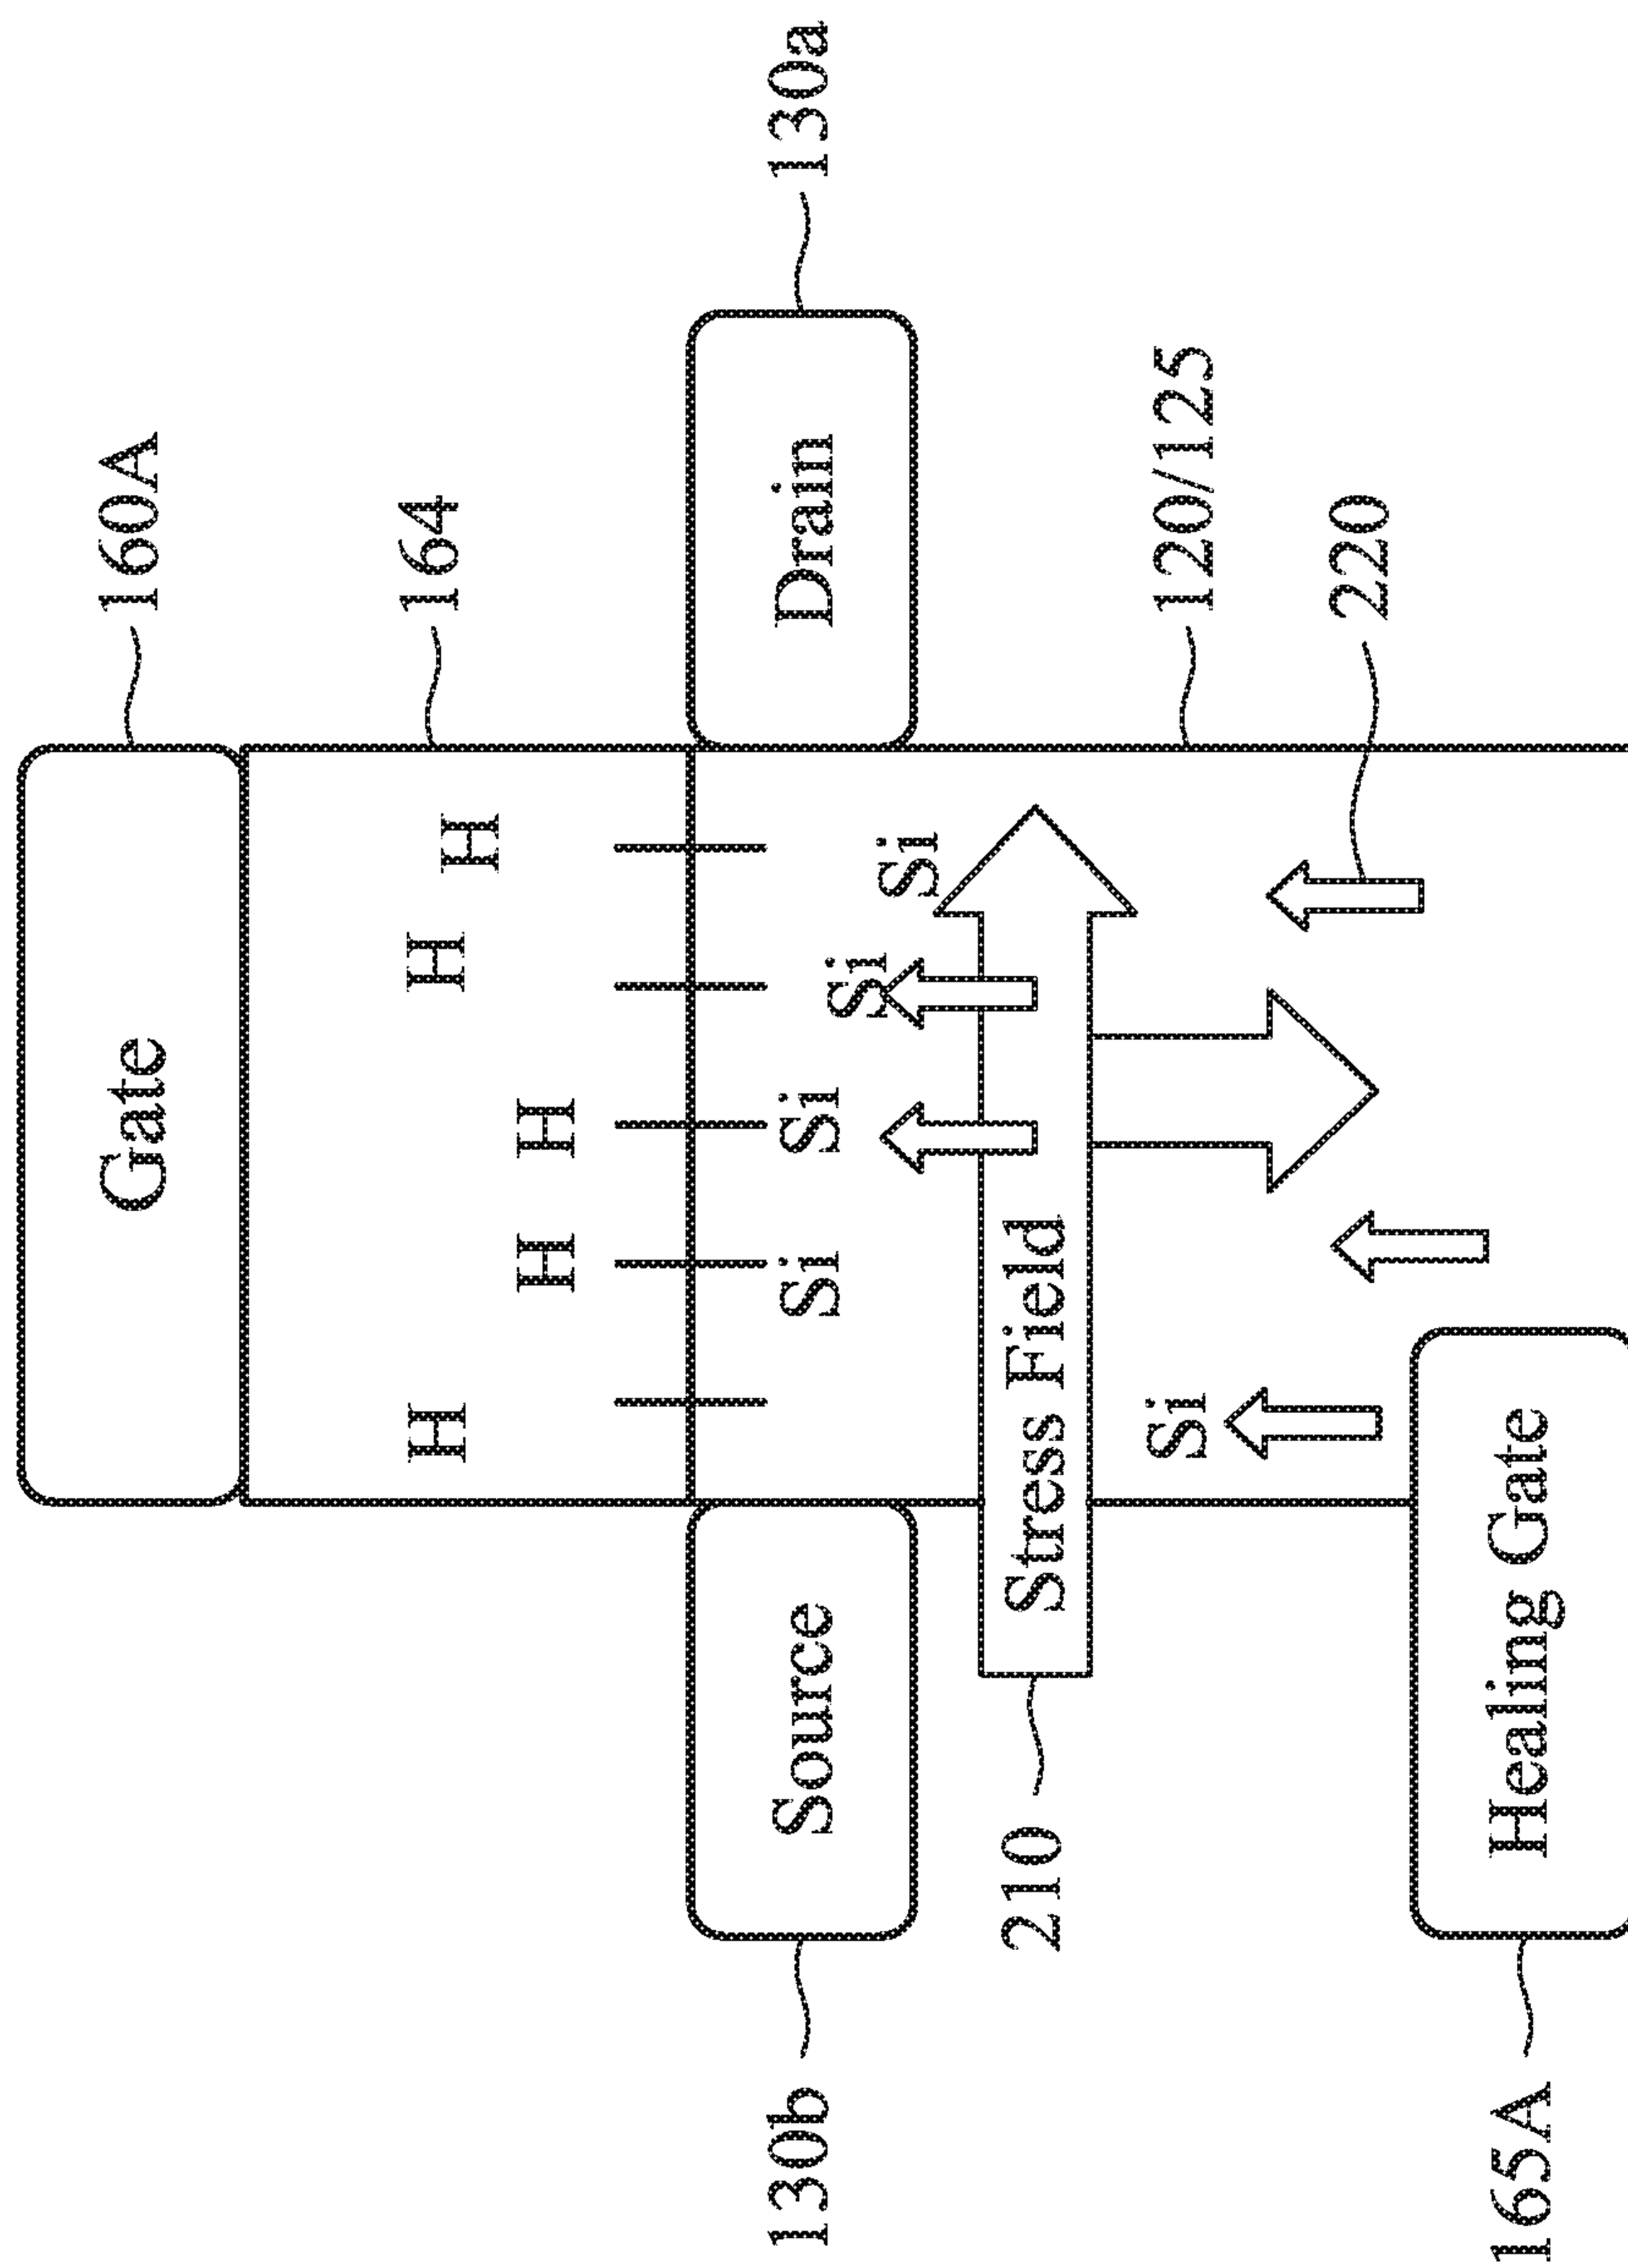 Gate
160A
H
H
H
H
H
164
130b
Source
Si
Si
Si
Si
Drain
130a
210
Stress Field
Si
120/125
220
165A
Healing Gate